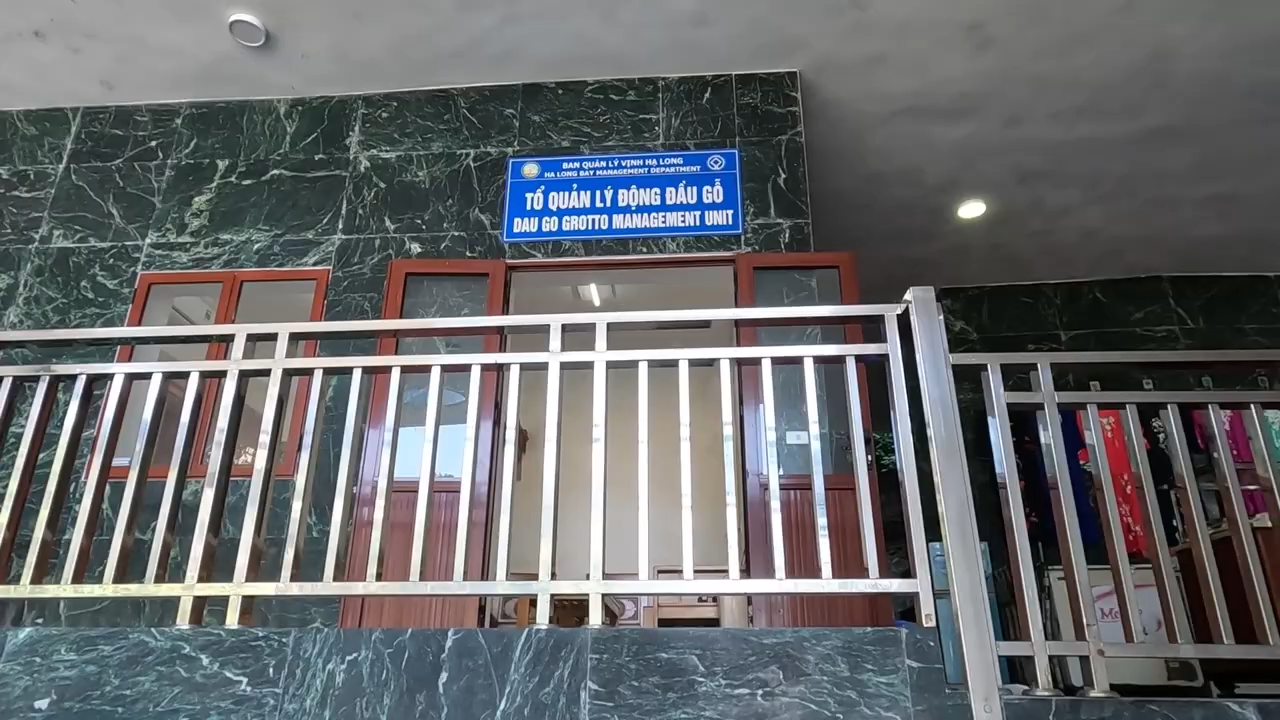 BAN QUẢN LÝ VỊNH HẠ LONG
HA LONG BAY MANAGEMENT DEPARTMENT
TỔ QUẢN LÝ ĐỘNG ĐẦU GỖ
DAU GO GROTTO MANAGEMENT UNIT